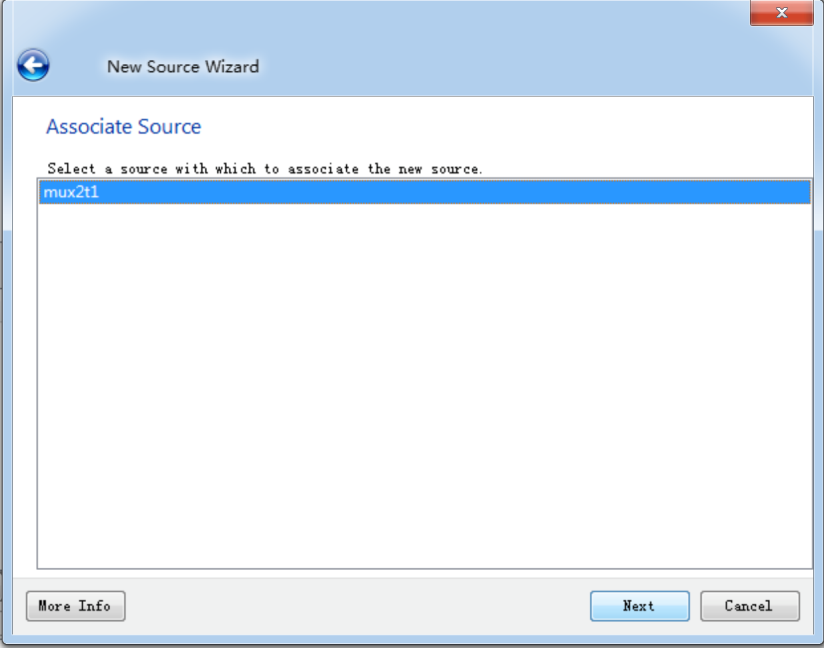 New Source Wizard
Associate Source
Select a source with which to associate the new source.
mux2t1
More Info
Next
Cancel